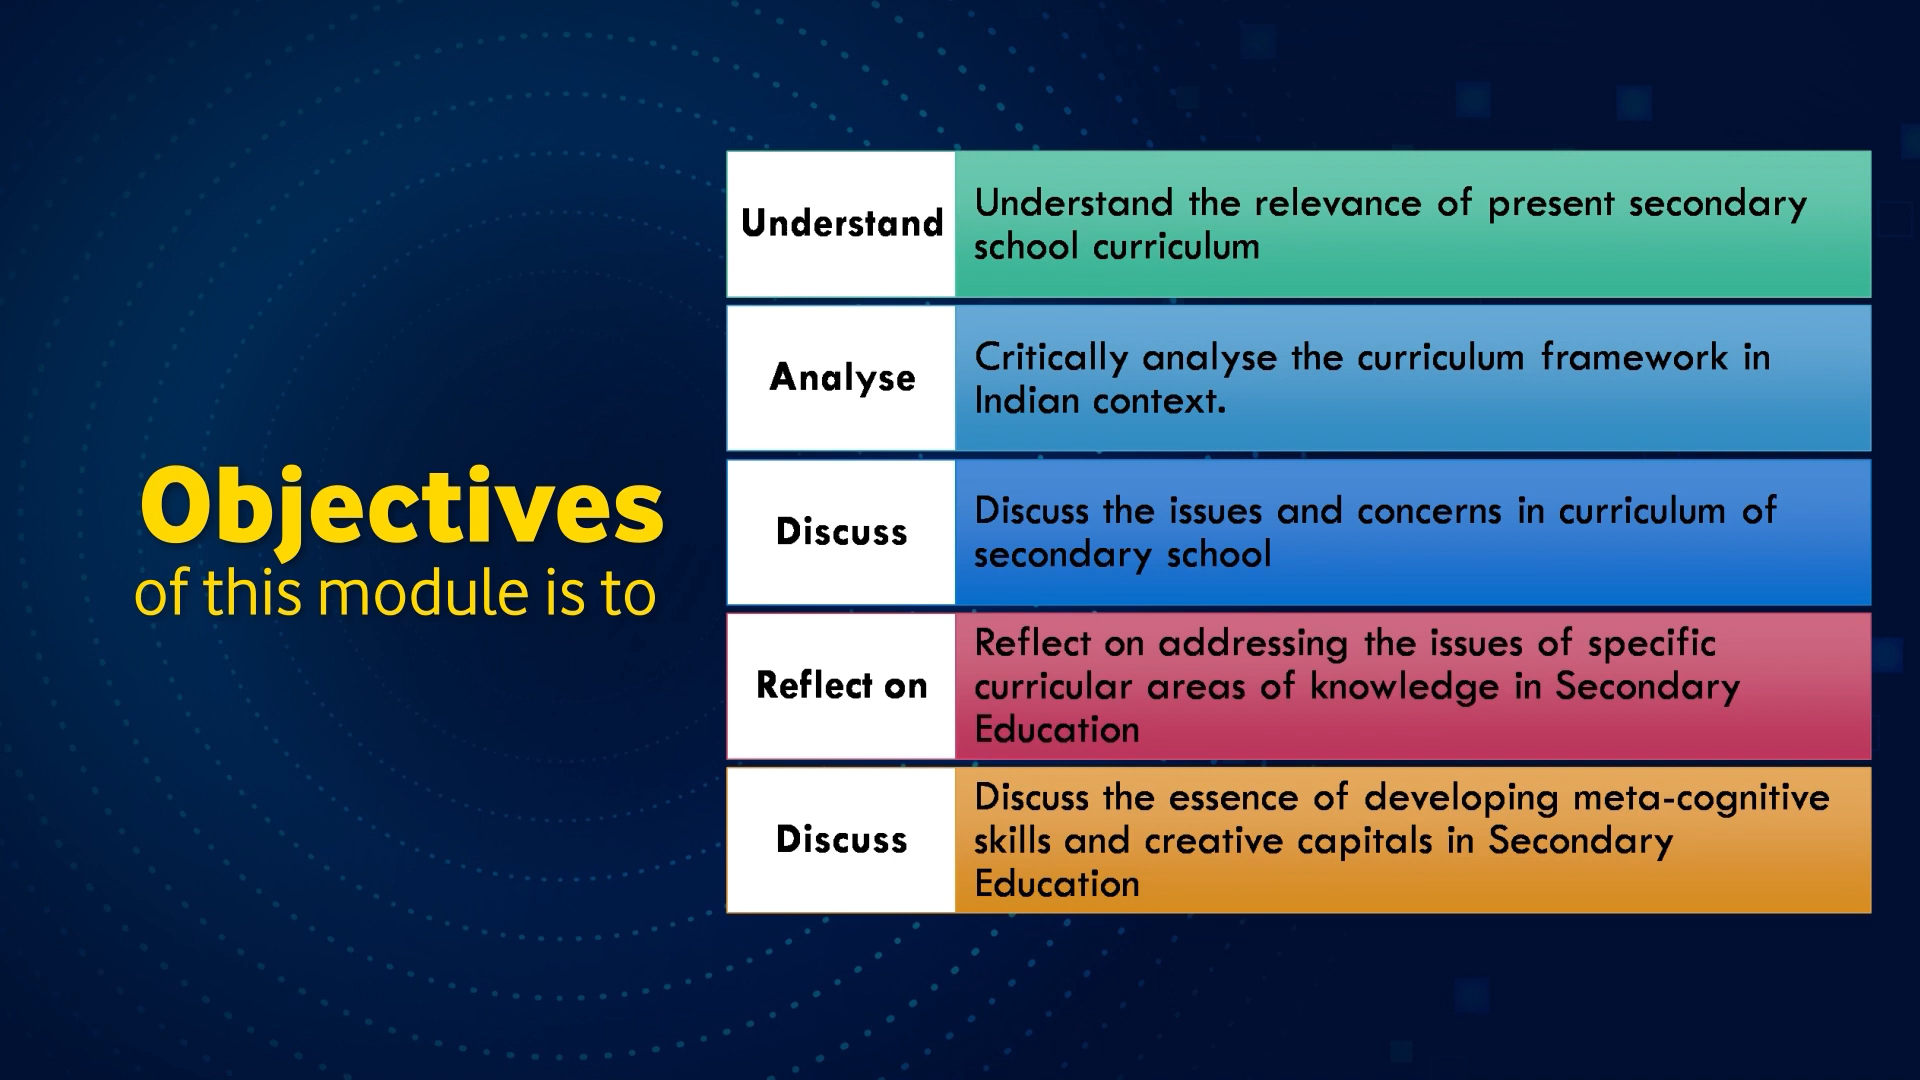 Objectives
of this module is to
Understand
Understand the relevance of present secondary
school curriculum
Analyse
Critically analyse the curriculum framework in
Indian context.
Discuss
Discuss the issues and concerns in curriculum of
secondary school
Reflect on
Reflect on addressing the issues of specific
curricular areas of knowledge in Secondary
Education
Discuss
Discuss the essence of developing meta-cognitive
skills and creative capitals in Secondary
Education